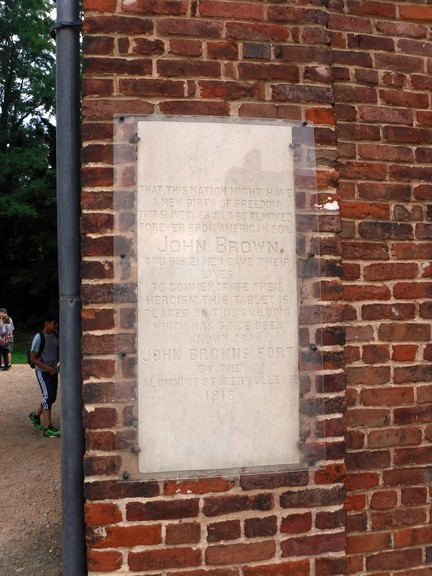 THAT THIS NATION MIGHT HAVE
A NEW BIRTH OF FREEDOM
THAT SLAVERY SHOULD BE REMOVED
FOREVER FROM AMERICAN SOIL
JOHN BROWN
AND HIS 21 MEN GAVE THEIR
LIVES
TO COMMEMORATE THEIR
HEROISM THIS TABLET IS
PLACED ON THIS BUILDING
WHICH HAS SINCE BEEN
KNOWN AS
JOHN BROWNS FORT
BY THE
ALUMNI OF STORER COLLEGE
1918